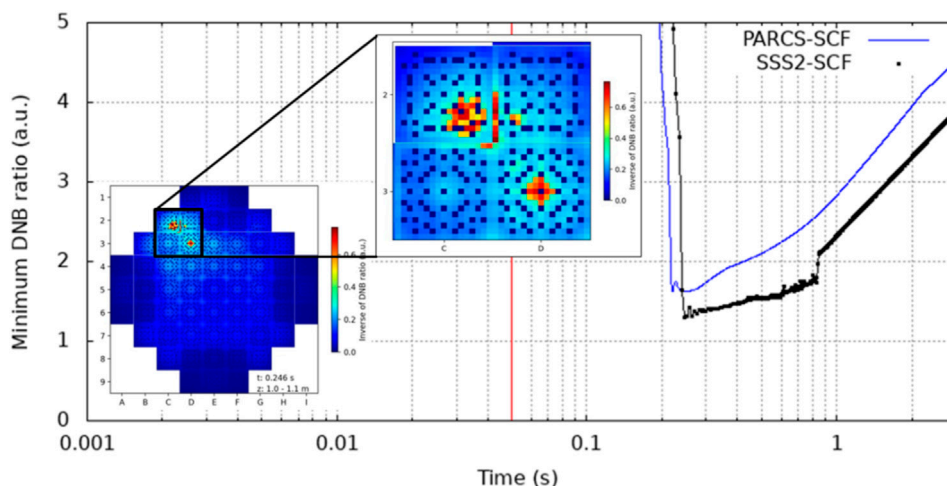 5
4
3
2
1
0
Minimum DNB ratio (a.u.)
0.001
0.01
0.1
1
Time (s)
PARCS-SCF
SSS2-SCF
2
3
C
D
0.6
0.4
0.2
0.0
Inverse of DNB ratio (a.u.)
1
2
3
4
5
6
7
8
9
A B C D E F G H I
t: 0.246 s
z: 1.0 - 1.1 m
0.6
0.4
0.2
0.0
Inverse of DNB ratio (a.u.)